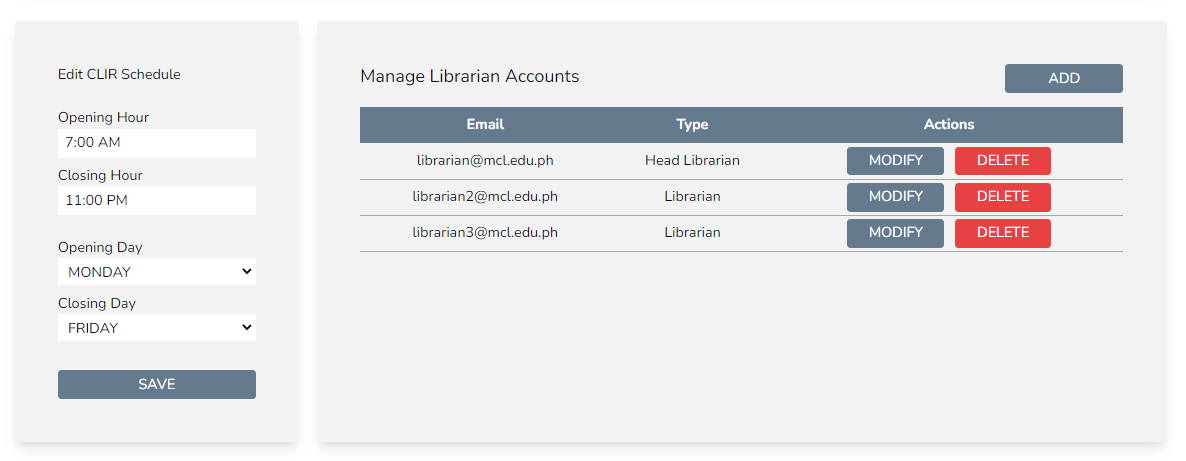 Edit CLIR Schedule
Opening Hour
7:00 AM
Closing Hour
11:00 PM
Opening Day
MONDAY
Closing Day
FRIDAY
SAVE
Manage Librarian Accounts
ADD
Email Type Actions
librarian@mcl.edu.ph Head Librarian MODIFY DELETE
librarian2@mcl.edu.ph Librarian MODIFY DELETE
librarian3@mcl.edu.ph Librarian MODIFY DELETE